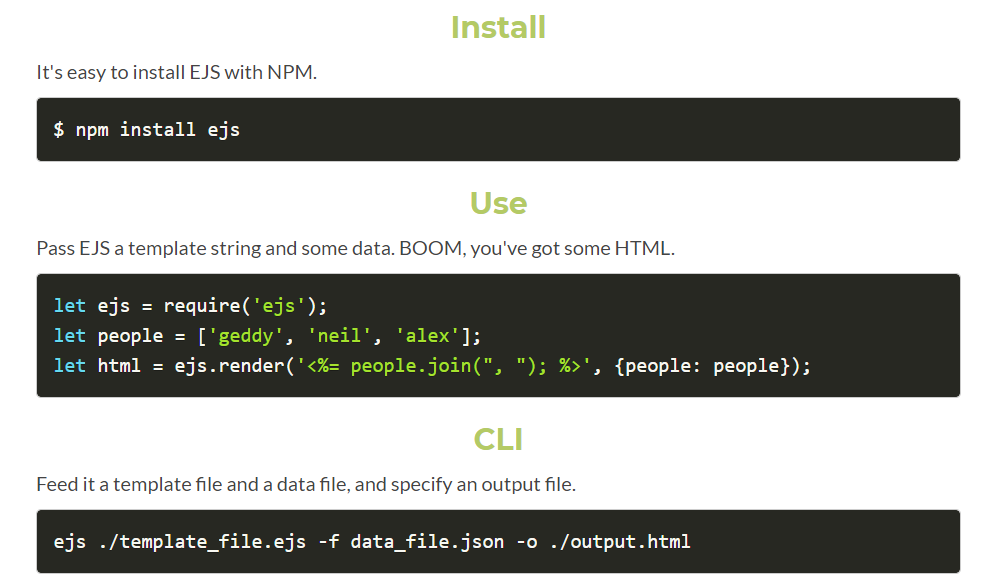 Install
It's easy to install EJS with NPM.
$ npm install ejs
Use
Pass EJS a template string and some data. BOOM, you've got some HTML.
let ejs = require('ejs');
let people = ['geddy', 'neil', 'alex'];
let html = ejs.render('<%= people.join(", "); %>', {people: people});
CLI
Feed it a template file and a data file, and specify an output file.
ejs ./template_file.ejs -f data_file.json -o ./output.html